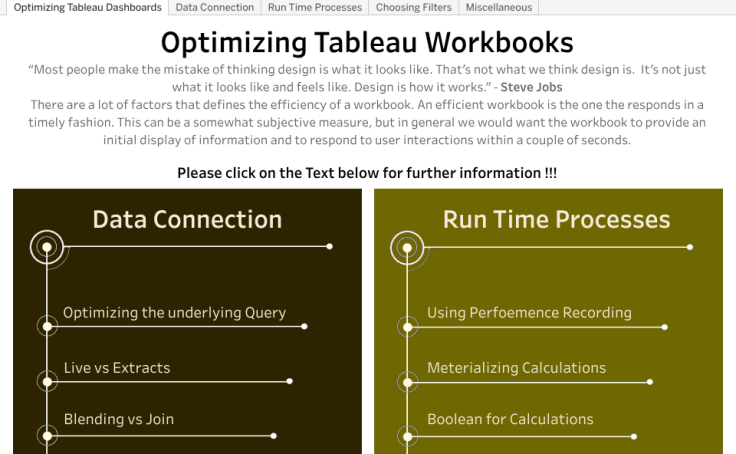 Optimizing Tableau Dashboards Data Connection Run Time Processes Choosing Filters Miscellaneous
Optimizing Tableau Workbooks
“Most people make the mistake of thinking design is what it looks like. That’s not what we think design is.  It’s not just
what it looks like and feels like. Design is how it works.” - Steve Jobs
There are a lot of factors that defines the efficiency of a workbook. An efficient workbook is the one the responds in a
timely fashion. This can be a somewhat subjective measure, but in general we would want the workbook to provide an
initial display of information and to respond to user interactions within a couple of seconds.
Please click on the Text below for further information !!!
Data Connection
Optimizing the underlying Query
Live vs Extracts
Blending vs Join
Run Time Processes
Using Perfoemence Recording
Meterializing Calculations
Boolean for Calculations